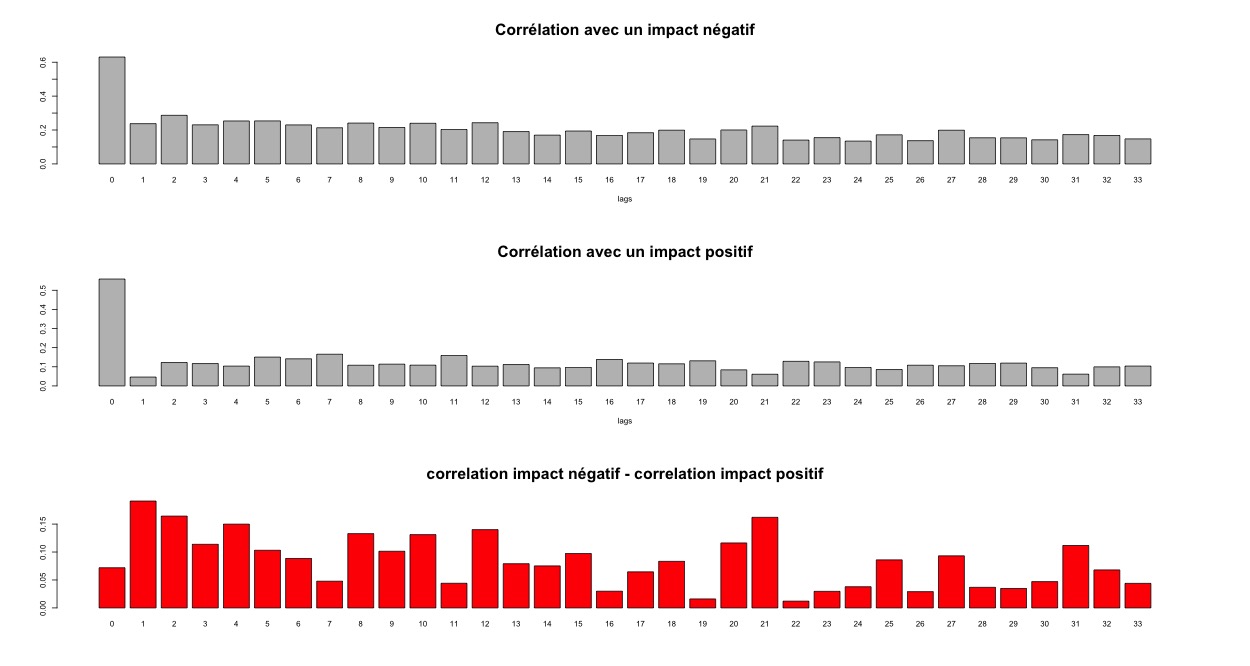 Corrélation avec un impact négatif
0.0 0.2 0.4 0.6
0 1 2 3 4 5 6 7 8 9 10 11 12 13 14 15 16 17 18 19 20 21 22 23 24 25 26 27 28 29 30 31 32 33
lags
Corrélation avec un impact positif
0.0 0.1 0.2 0.3 0.4 0.5
0 1 2 3 4 5 6 7 8 9 10 11 12 13 14 15 16 17 18 19 20 21 22 23 24 25 26 27 28 29 30 31 32 33
lags
correlation impact négatif - correlation impact positif
0.00 0.05 0.10 0.15
0 1 2 3 4 5 6 7 8 9 10 11 12 13 14 15 16 17 18 19 20 21 22 23 24 25 26 27 28 29 30 31 32 33